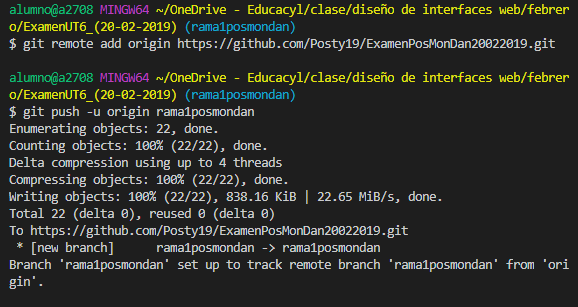 alumno@a2708 MINGW64 ~/OneDrive - Educacyl/clase/diseño de interfaces web/febrer
o/ExamenUT6_(20-02-2019) (rama1posmondan)
$ git remote add origin https://github.com/Posty19/ExamenPosMonDan20022019.git
alumno@a2708 MINGW64 ~/OneDrive - Educacyl/clase/diseño de interfaces web/febrer
o/ExamenUT6_(20-02-2019) (rama1posmondan)
$ git push -u origin rama1posmondan
Enumerating objects: 22, done.
Counting objects: 100% (22/22), done.
Delta compression using up to 4 threads
Compressing objects: 100% (22/22), done.
Writing objects: 100% (22/22), 838.16 KiB | 22.65 MiB/s, done.
Total 22 (delta 0), reused 0 (delta 0)
To https://github.com/Posty19/ExamenPosMonDan20022019.git
 * [new branch]      rama1posmondan -> rama1posmondan
Branch 'rama1posmondan' set up to track remote branch 'rama1posmondan' from 'ori
gin'.